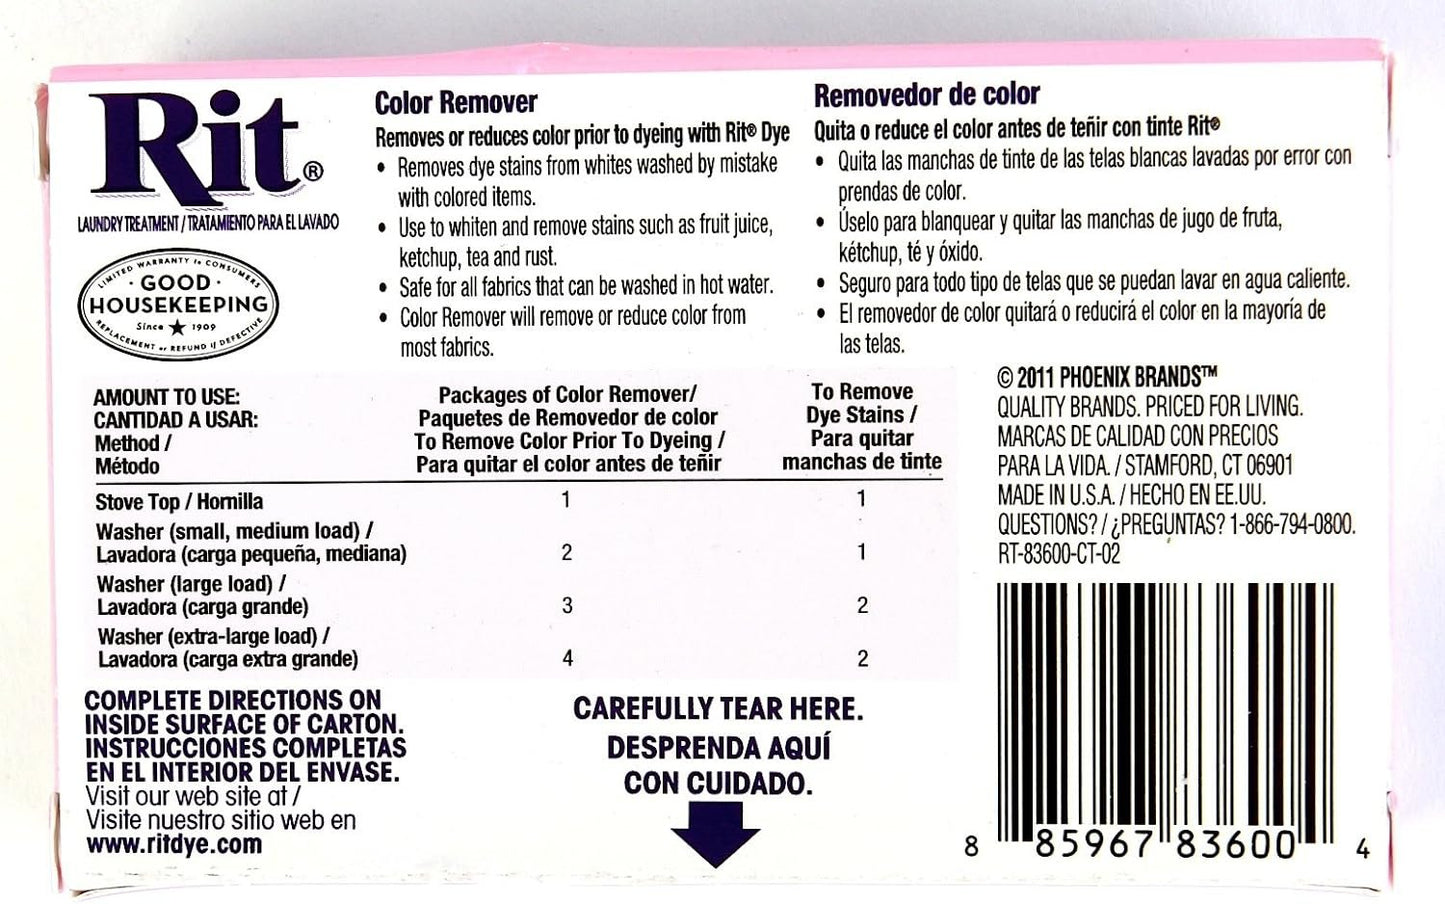 Rit®
LAUNDRY TREATMENT / TRATAMIENTO PARA EL LAVADO
LIMITED WARRANTY to CONSUMERS
· GOOD ·
HOUSEKEEPING
Since ★ 1909
REPLACEMENT or REFUND if DEFECTIVE
Color Remover
Removes or reduces color prior to dyeing with Rit® Dye
• Removes dye stains from whites washed by mistake
with colored items.
• Use to whiten and remove stains such as fruit juice,
ketchup, tea and rust.
• Safe for all fabrics that can be washed in hot water.
• Color Remover will remove or reduce color from
most fabrics.
Removedor de color
Quita o reduce el color antes de teñir con tinte Rit®
• Quita las manchas de tinte de las telas blancas lavadas por error con
prendas de color.
• Úselo para blanquear y quitar las manchas de jugo de fruta,
kétchup, té y óxido.
• Seguro para todo tipo de telas que se puedan lavar en agua caliente.
• El removedor de color quitará o reducirá el color en la mayoría de
las telas.
AMOUNT TO USE:
CANTIDAD A USAR:
Method /
Método
Packages of Color Remover/
Paquetes de Removedor de color
To Remove Color Prior To Dyeing /
Para quitar el color antes de teñir
To Remove
Dye Stains /
Para quitar
manchas de tinte
Stove Top / Hornilla 1 1
Washer (small, medium load) /
Lavadora (carga pequeña, mediana) 2 1
Washer (large load) /
Lavadora (carga grande) 3 2
Washer (extra-large load) /
Lavadora (carga extra grande) 4 2
COMPLETE DIRECTIONS ON
INSIDE SURFACE OF CARTON.
INSTRUCCIONES COMPLETAS
EN EL INTERIOR DEL ENVASE.
Visit our web site at /
Visite nuestro sitio web en
www.ritdye.com
CAREFULLY TEAR HERE.
DESPRENDA AQUÍ
CON CUIDADO.
© 2011 PHOENIX BRANDS™
QUALITY BRANDS. PRICED FOR LIVING.
MARCAS DE CALIDAD CON PRECIOS
PARA LA VIDA. / STAMFORD, CT 06901
MADE IN U.S.A. / HECHO EN EE.UU.
QUESTIONS? / ¿PREGUNTAS? 1-866-794-0800.
RT-83600-CT-02
8 85967 83600 4